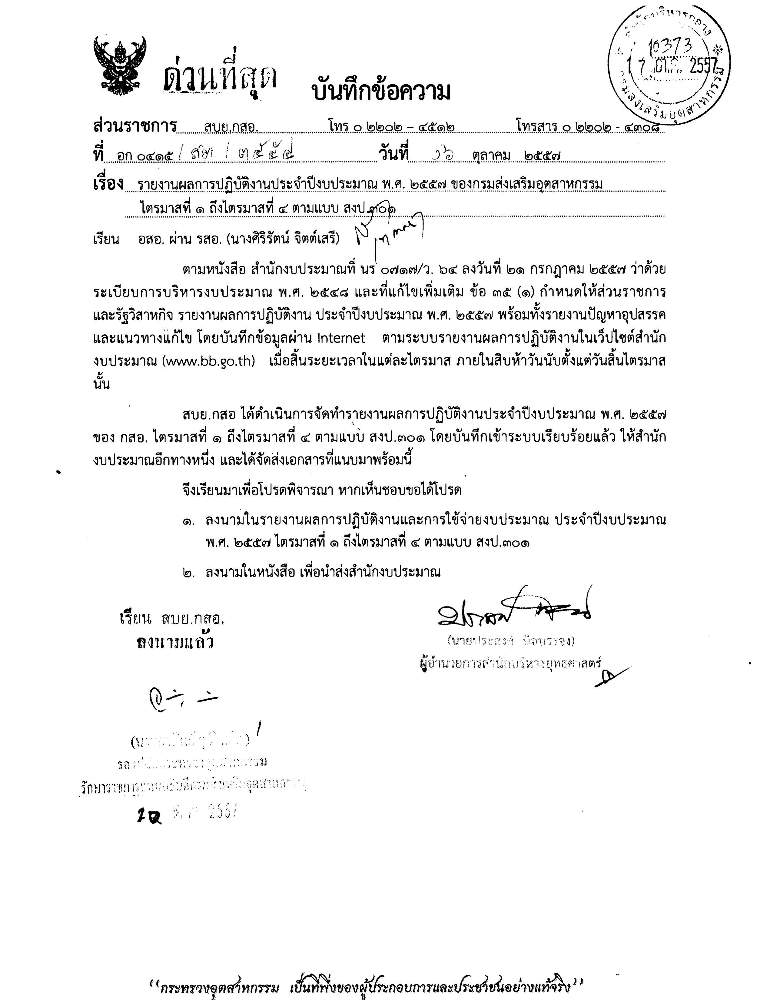 สำนักบริหารกลาง
10373
17 ต.ค. 2557
กรมส่งเสริมอุตสาหกรรม
ด่วนที่สุด
บันทึกข้อความ
ส่วนราชการ สบย.กสอ. โทร ๐ ๒๒๐๒ – ๔๕๑๒ โทรสาร ๐ ๒๒๐๒ - ๔๓๐๘
ที่ อก ๐๔๑๕ / สต. / ๓๕๕๔ วันที่ ๑๖ ตุลาคม ๒๕๕๗
เรื่อง รายงานผลการปฏิบัติงานประจำปีงบประมาณ พ.ศ. ๒๕๕๗ ของกรมส่งเสริมอุตสาหกรรม
ไตรมาสที่ ๑ ถึงไตรมาสที่ ๔ ตามแบบ สงป.๓๐๑
เรียน อสอ. ผ่าน รสอ. (นางศิริรัตน์ จิตต์เสรี)
ตามหนังสือ สำนักงบประมาณที่ นร ๐๗๑๗/ว. ๖๔ ลงวันที่ ๒๑ กรกฎาคม ๒๕๕๗ ว่าด้วย
ระเบียบการบริหารงบประมาณ พ.ศ. ๒๕๔๘ และที่แก้ไขเพิ่มเติม ข้อ ๓๕ (๑) กำหนดให้ส่วนราชการ
และรัฐวิสาหกิจ รายงานผลการปฏิบัติงาน ประจำปีงบประมาณ พ.ศ. ๒๕๕๗ พร้อมทั้งรายงานปัญหาอุปสรรค
และแนวทางแก้ไข โดยบันทึกข้อมูลผ่าน Internet ตามระบบรายงานผลการปฏิบัติงานในเว็ปไซต์สำนัก
งบประมาณ (www.bb.go.th) เมื่อสิ้นระยะเวลาในแต่ละไตรมาส ภายในสิบห้าวันนับตั้งแต่วันสิ้นไตรมาส
นั้น
สบย.กสอ ได้ดำเนินการจัดทำรายงานผลการปฏิบัติงานประจำปีงบประมาณ พ.ศ. ๒๕๕๗
ของ กสอ. ไตรมาสที่ ๑ ถึงไตรมาสที่ ๔ ตามแบบ สงป.๓๐๑ โดยบันทึกเข้าระบบเรียบร้อยแล้ว ให้สำนัก
งบประมาณอีกทางหนึ่ง และได้จัดส่งเอกสารที่แนบมาพร้อมนี้
จึงเรียนมาเพื่อโปรดพิจารณา หากเห็นชอบขอได้โปรด
๑. ลงนามในรายงานผลการปฏิบัติงานและการใช้จ่ายงบประมาณ ประจำปีงบประมาณ
พ.ศ. ๒๕๕๗ ไตรมาสที่ ๑ ถึงไตรมาสที่ ๔ ตามแบบ สงป.๓๐๑
๒. ลงนามในหนังสือ เพื่อนำส่งสำนักงบประมาณ
(นายประสงค์ นิลบรรจง)
ผู้อำนวยการสำนักบริหารยุทธศาสตร์
เรียน สบย.กสอ.
ลงนามแล้ว
รองปลัดกระทรวงอุตสาหกรรม
รักษาราชการแทนอธิบดีกรมส่งเสริมอุตสาหกรรม
ต.ค. 2557
“กระทรวงอุตสาหกรรม เป็นที่พึ่งของผู้ประกอบการและประชาชนอย่างแท้จริง”